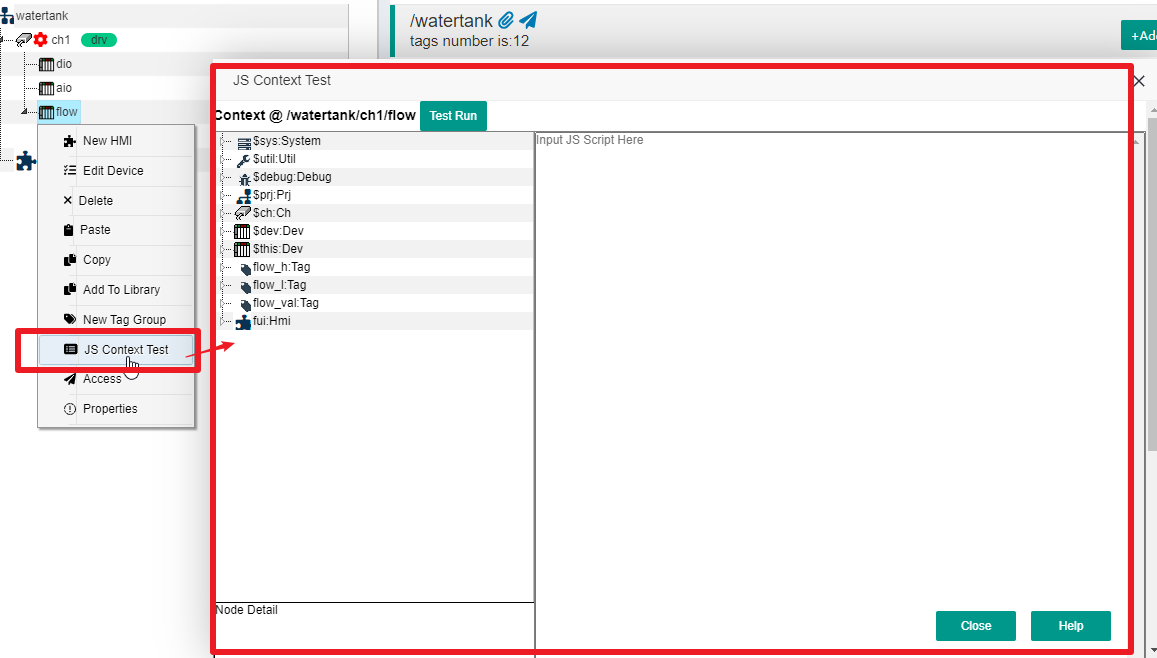 watertank
ch1 drv
dio
aio
flow
New HMI
Edit Device
Delete
Paste
Copy
Add To Library
New Tag Group
JS Context Test
Access
Properties
/watertank
tags number is:12
+Add
JS Context Test
Context @ /watertank/ch1/flow Test Run
$sys:System
$util:Util
$debug:Debug
$prj:Prj
$ch:Ch
$dev:Dev
$this:Dev
flow_h:Tag
flow_l:Tag
flow_val:Tag
fui:Hmi
Input JS Script Here
Node Detail
Close Help